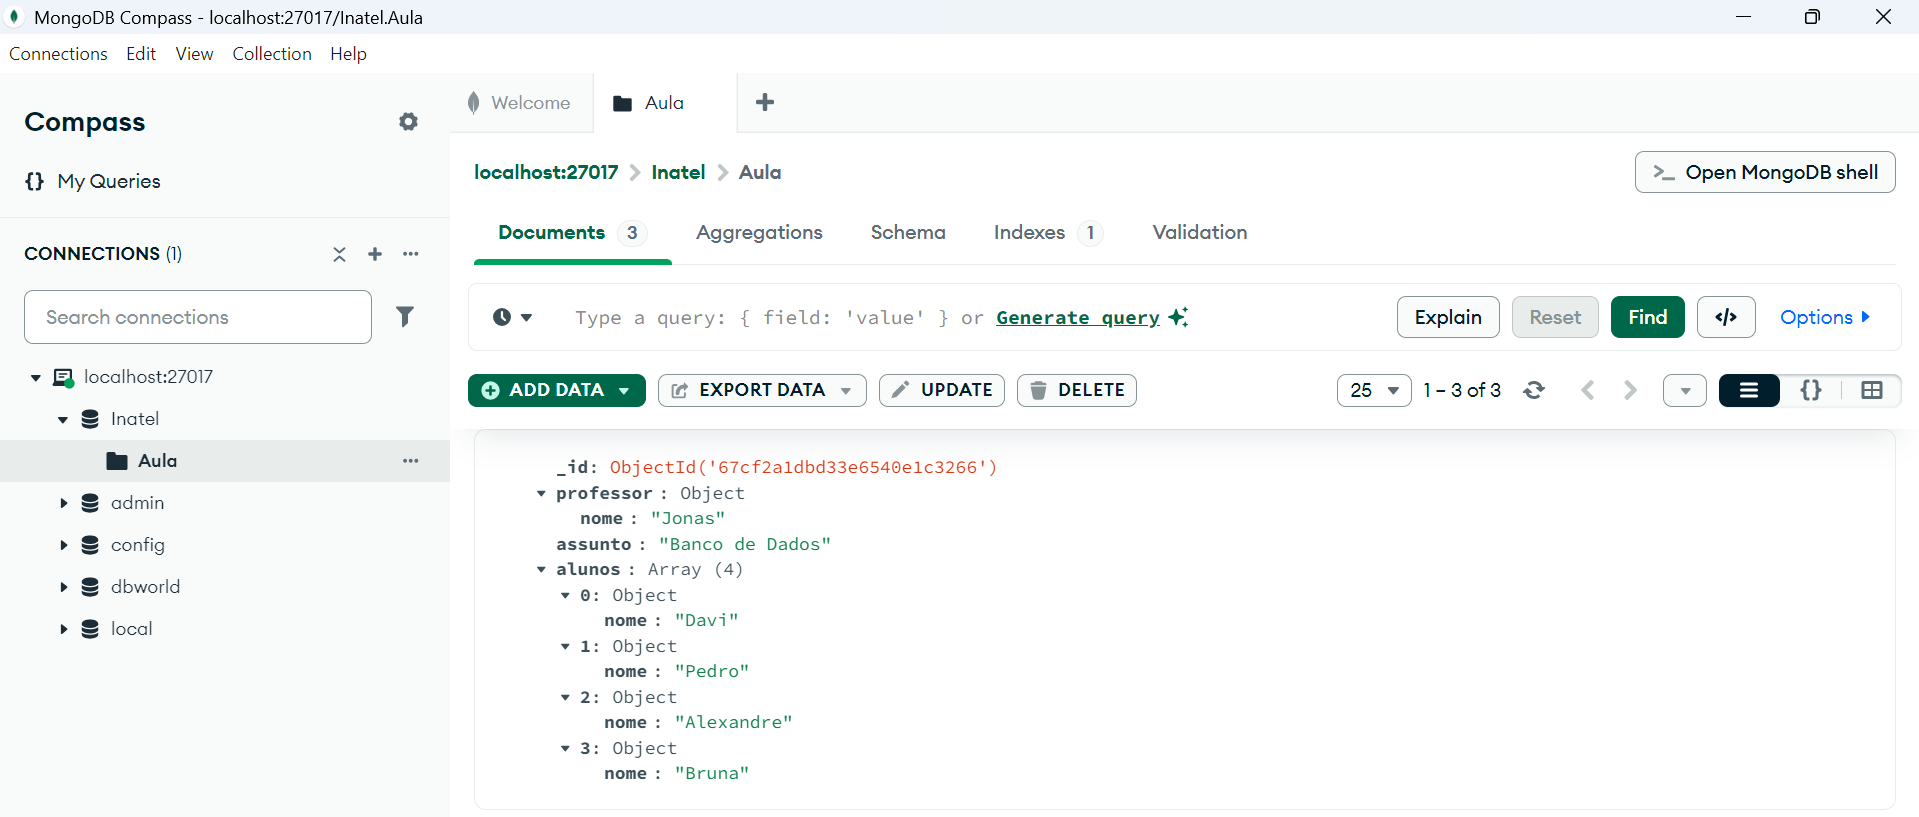 MongoDB Compass - localhost:27017/Inatel.Aula
Connections Edit View Collection Help
Compass
{} My Queries
CONNECTIONS (1)
Search connections
localhost:27017
Inatel
Aula
admin
config
dbworld
local
Welcome
Aula
localhost:27017 > Inatel > Aula
>_ Open MongoDB shell
Documents 3 Aggregations Schema Indexes 1 Validation
Type a query: { field: 'value' } or Generate query
Explain Reset Find </> Options
ADD DATA EXPORT DATA UPDATE DELETE
25 1 – 3 of 3 {}
_id: ObjectId('67cf2a1dbd33e6540e1c3266')
professor : Object
nome : "Jonas"
assunto : "Banco de Dados"
alunos : Array (4)
0: Object
nome : "Davi"
1: Object
nome : "Pedro"
2: Object
nome : "Alexandre"
3: Object
nome : "Bruna"